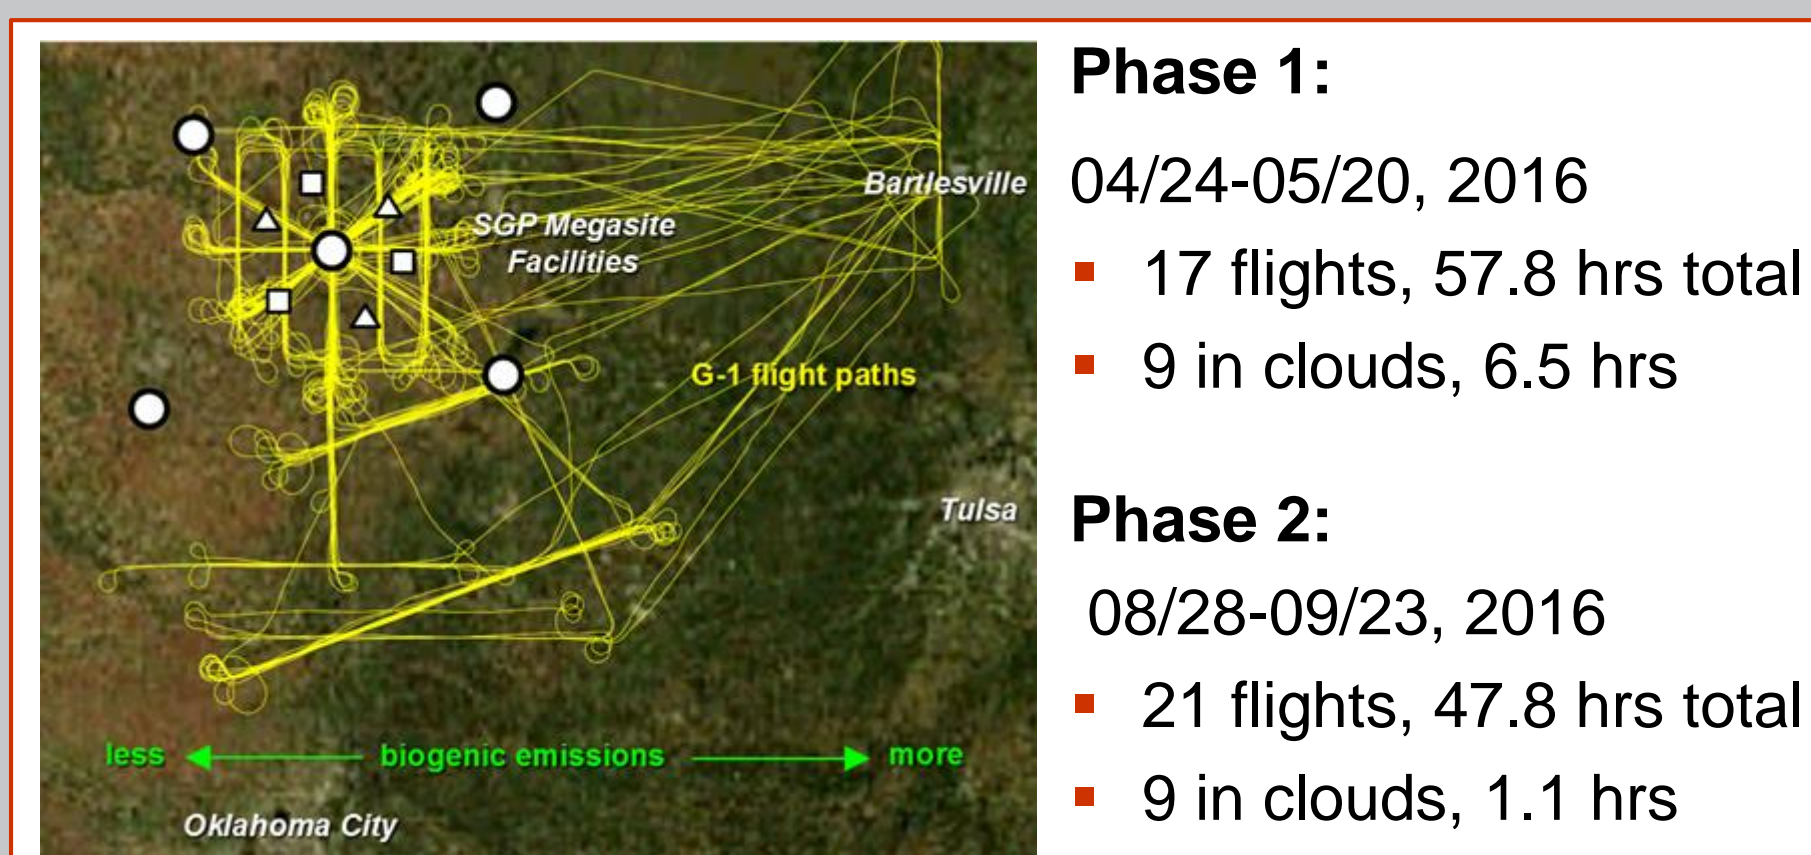 Bartlesville
SGP Megasite
Facilities
G-1 flight paths
Tulsa
less biogenic emissions more
Oklahoma City
Phase 1:
04/24-05/20, 2016
▪ 17 flights, 57.8 hrs total
▪ 9 in clouds, 6.5 hrs
Phase 2:
08/28-09/23, 2016
▪ 21 flights, 47.8 hrs total
▪ 9 in clouds, 1.1 hrs